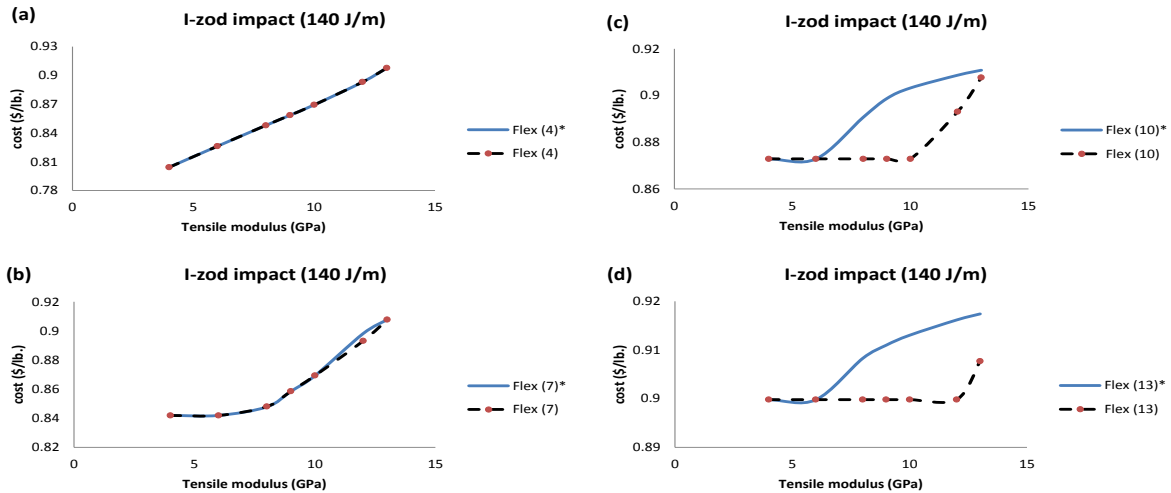 (a)
I-zod impact (140 J/m)
0.93
0.9
0.87
0.84
0.81
0.78
cost ($/lb.)
0
5
10
15
Tensile modulus (GPa)
Flex (4)*
Flex (4)
(b)
I-zod impact (140 J/m)
0.92
0.9
0.88
0.86
0.84
0.82
cost ($/lb.)
0
5
10
15
Tensile modulus (GPa)
Flex (7)*
Flex (7)
(c)
I-zod impact (140 J/m)
0.92
0.9
0.88
0.86
cost ($/lb.)
0
5
10
15
Tensile modulus (GPa)
Flex (10)*
Flex (10)
(d)
I-zod impact (140 J/m)
0.92
0.91
0.9
0.89
cost ($/lb.)
0
5
10
15
Tensile modulus (GPa)
Flex (13)*
Flex (13)